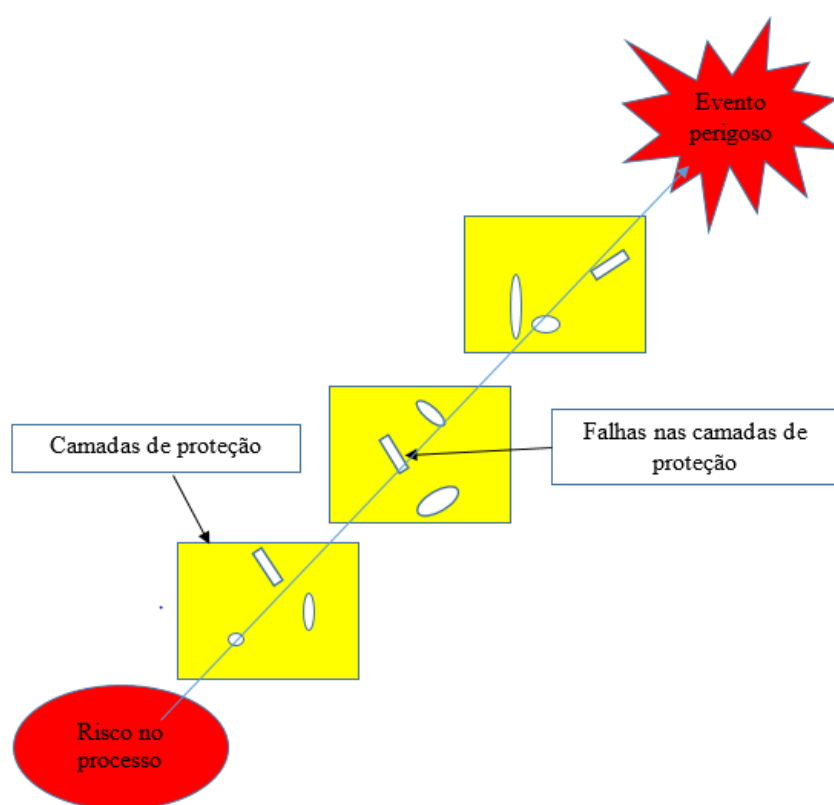 Evento
perigoso
Camadas de proteção
Falhas nas camadas de
proteção
Risco no
processo